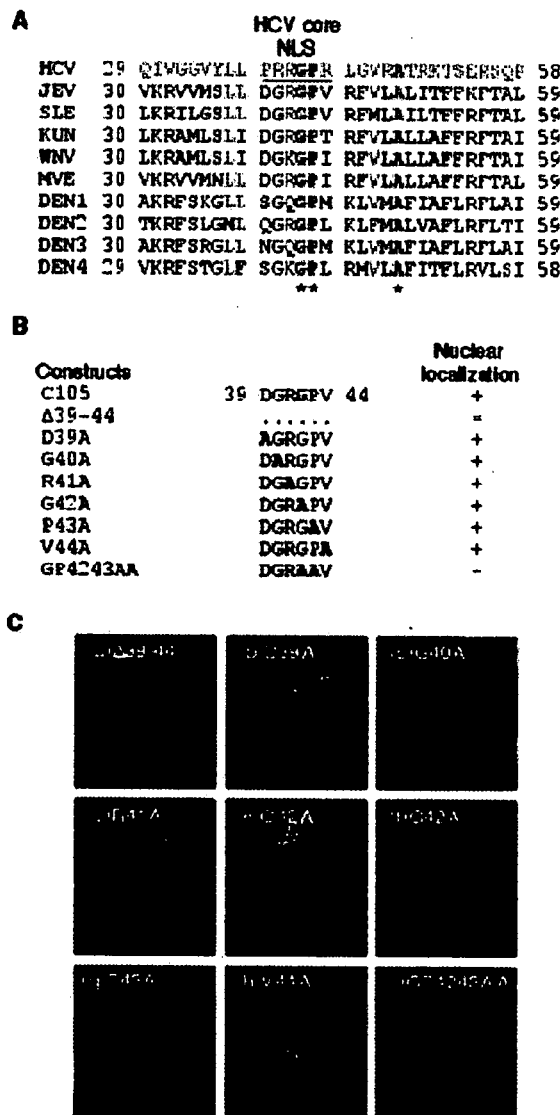 A
HCV core
NLS
HCV 29 QIVGGVYLL PRRGPR LGVRATRKTSERSQP 58
JEV 30 VKRVVMSLL DGRGPV RFVLALITFFKFTAL 59
SLE 30 LKRILGSLL DGRGPV RFMLAILTFFRFTAL 59
KUN 30 LKRAMLSLI DGRGPT RFVLALLAFFRFTAI 59
WNV 30 LKRAMLSLI DGKGPI RFVLALLAFFRFTAI 59
MVE 30 VKRVVMNLL DGRGPI RFVLALLAFFRFTAL 59
DEN1 30 AKRFSKGLL SGQGPM KLVMAFIAFLRFLAI 59
DEN2 30 TKRFSLGML QGRGPL KLFMALVAFLRFLTI 59
DEN3 30 AKRFSRGLL NGQGPM KLVMAFIAFLRFLAI 59
DEN4 29 VKRFSTGLF SGKGPL RMVLAFITFLRVLSI 58
** *
B
Constructs Nuclear localization
C105 39 DGRGPV 44 +
Δ39-44 ...... -
D39A AGRGPV +
G40A DARGPV +
R41A DGAGPV +
G42A DGRAPV +
P43A DGRGAV +
V44A DGRGPA +
GP4243AA DGRAAV -
C